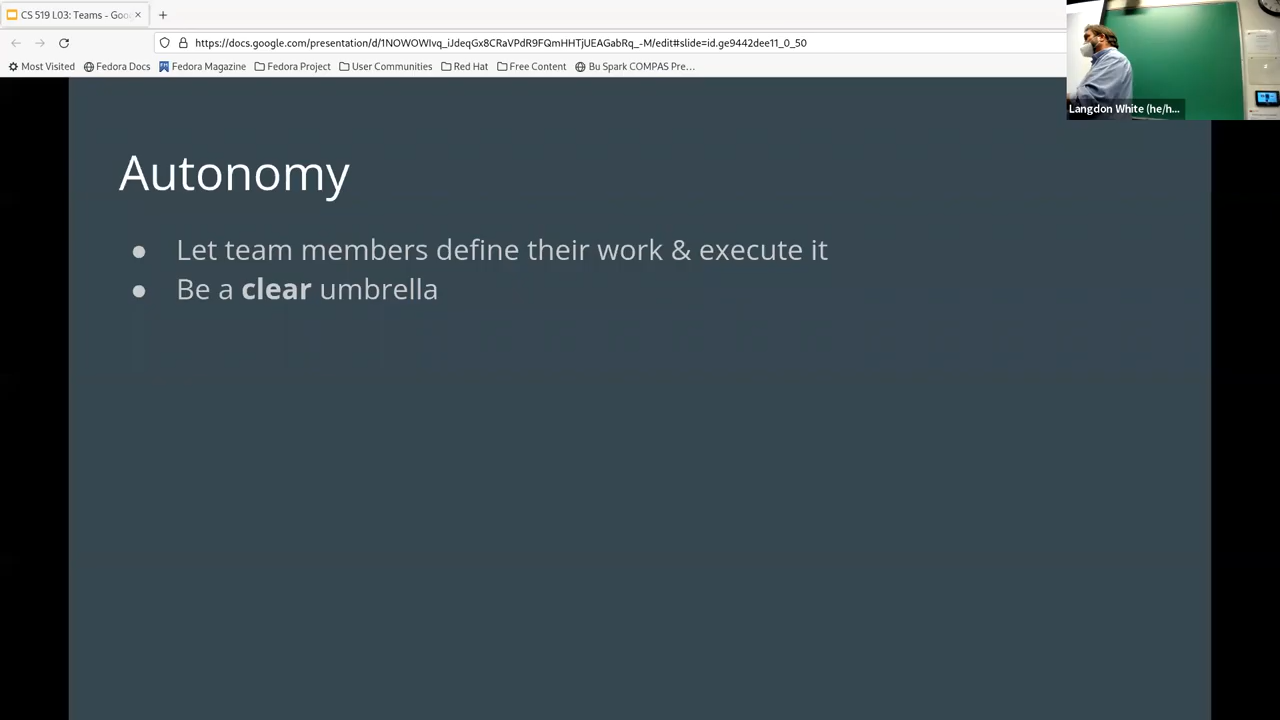 CS 519 L03: Teams - Goo
https://docs.google.com/presentation/d/1NOWOWIvq_iJdeqGx8CRaVPdR9FQmHHTjUEAGabRq_-M/edit#slide=id.ge9442dee11_0_50
Most Visited Fedora Docs Fedora Magazine Fedora Project User Communities Red Hat Free Content Bu Spark COMPAS Pre…
Langdon White (he/h...
Autonomy
● Let team members define their work & execute it
● Be a clear umbrella